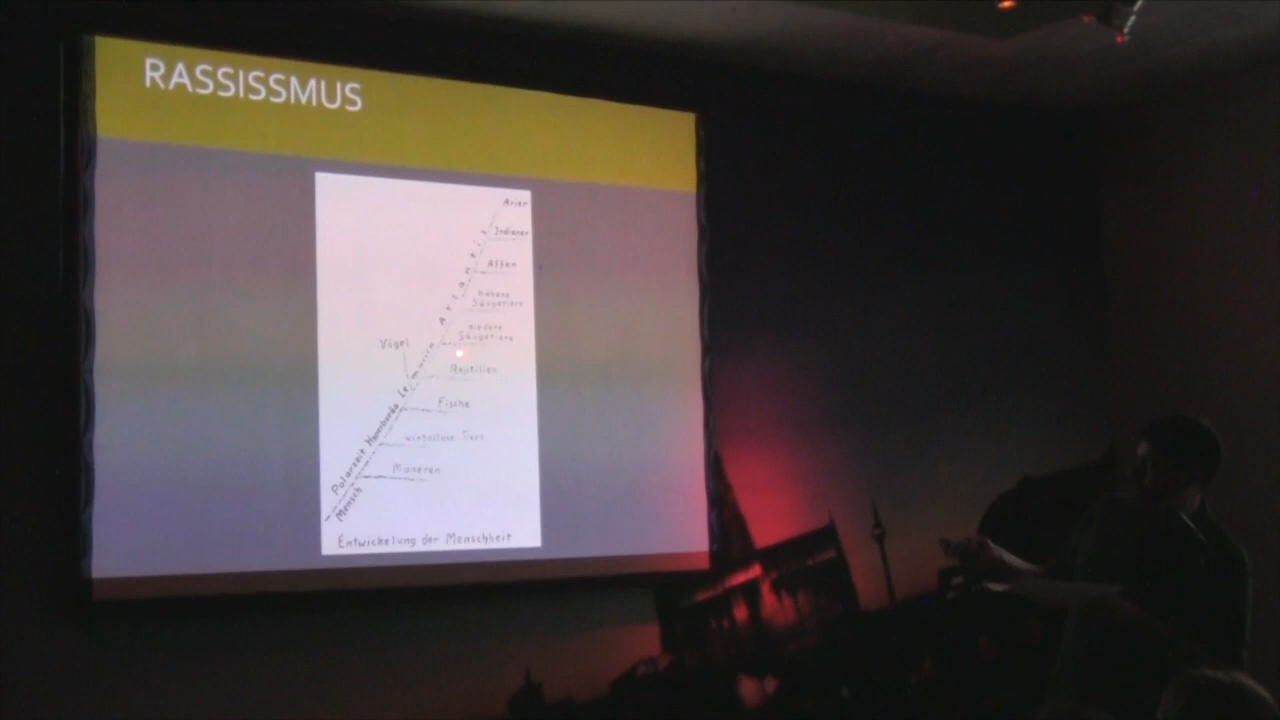 RASSISSMUS
Arier
Indianer
Affen
höhere
Säugetiere
niedere
Säugetiere
Vögel
Reptilien
Fische
wirbellose Tiere
Moneren
Polarzeit Hyperboräa Lemurien Atlantis
Mensch
Entwickelung der Menschheit